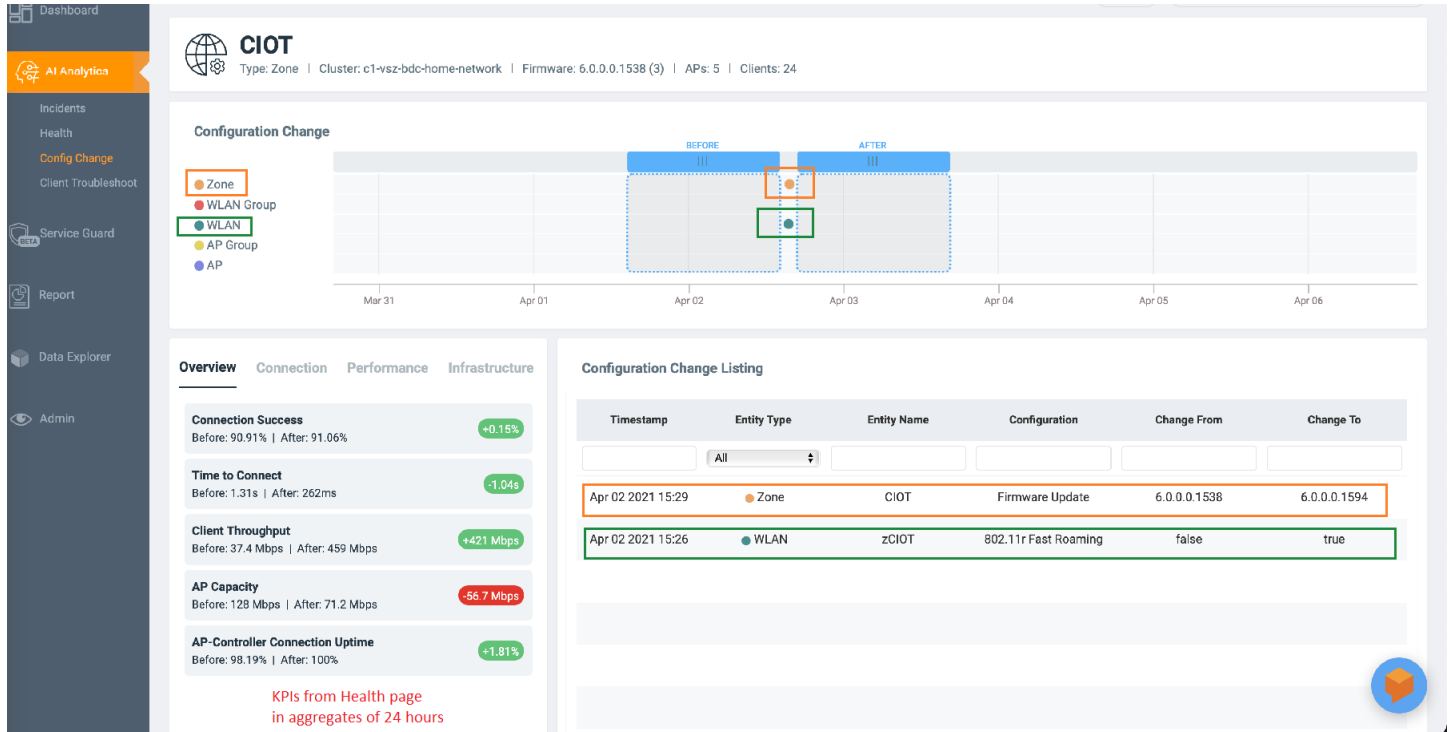 Dashboard
AI Analytics
Incidents
Health
Config Change
Client Troubleshoot
BETA
Service Guard
Report
Data Explorer
Admin
CIOT
Type: Zone | Cluster: c1-vsz-bdc-home-network | Firmware: 6.0.0.0.1538 (3) | APs: 5 | Clients: 24
Configuration Change
BEFORE AFTER
Zone
WLAN Group
WLAN
AP Group
AP
Mar 31 Apr 01 Apr 02 Apr 03 Apr 04 Apr 05 Apr 06
Overview Connection Performance Infrastructure
Connection Success
Before: 90.91% | After: 91.06%
+0.15%
Time to Connect
Before: 1.31s | After: 262ms
-1.04s
Client Throughput
Before: 37.4 Mbps | After: 459 Mbps
+421 Mbps
AP Capacity
Before: 128 Mbps | After: 71.2 Mbps
-56.7 Mbps
AP-Controller Connection Uptime
Before: 98.19% | After: 100%
+1.81%
KPIs from Health page
in aggregates of 24 hours
Configuration Change Listing
Timestamp Entity Type Entity Name Configuration Change From Change To
All
Apr 02 2021 15:29 Zone CIOT Firmware Update 6.0.0.0.1538 6.0.0.0.1594
Apr 02 2021 15:26 WLAN zCIOT 802.11r Fast Roaming false true